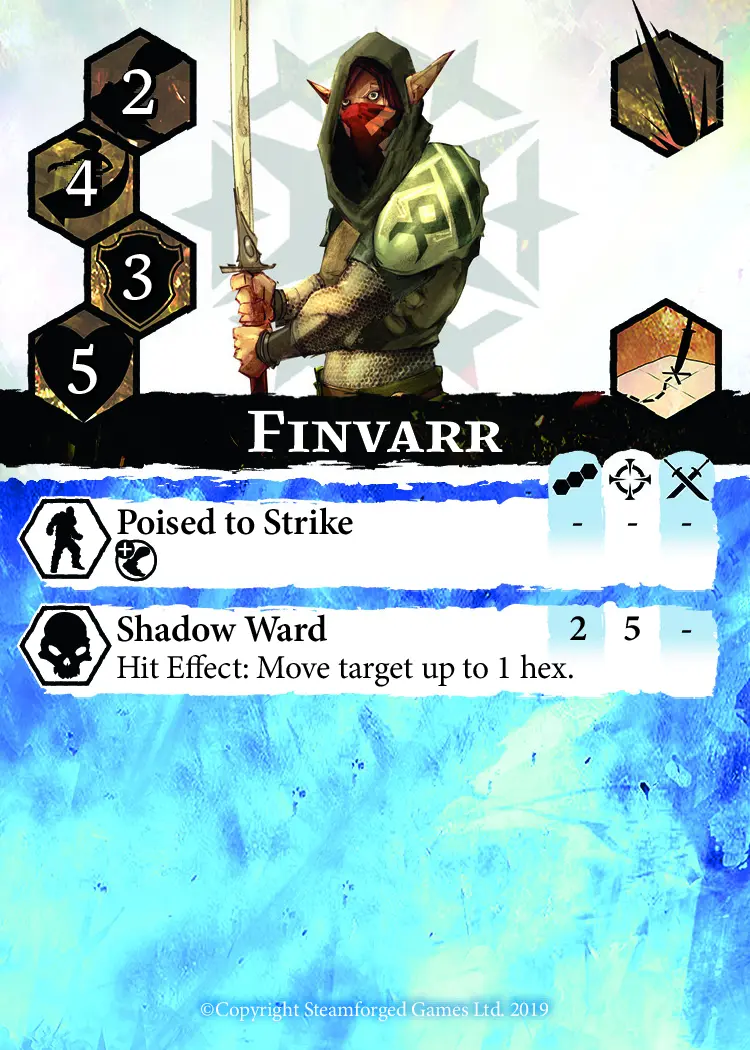 2
4
3
5
Finvarr
Poised to Strike - - -
Shadow Ward 2 5 -
Hit Effect: Move target up to 1 hex.
©Copyright Steamforged Games Ltd. 2019